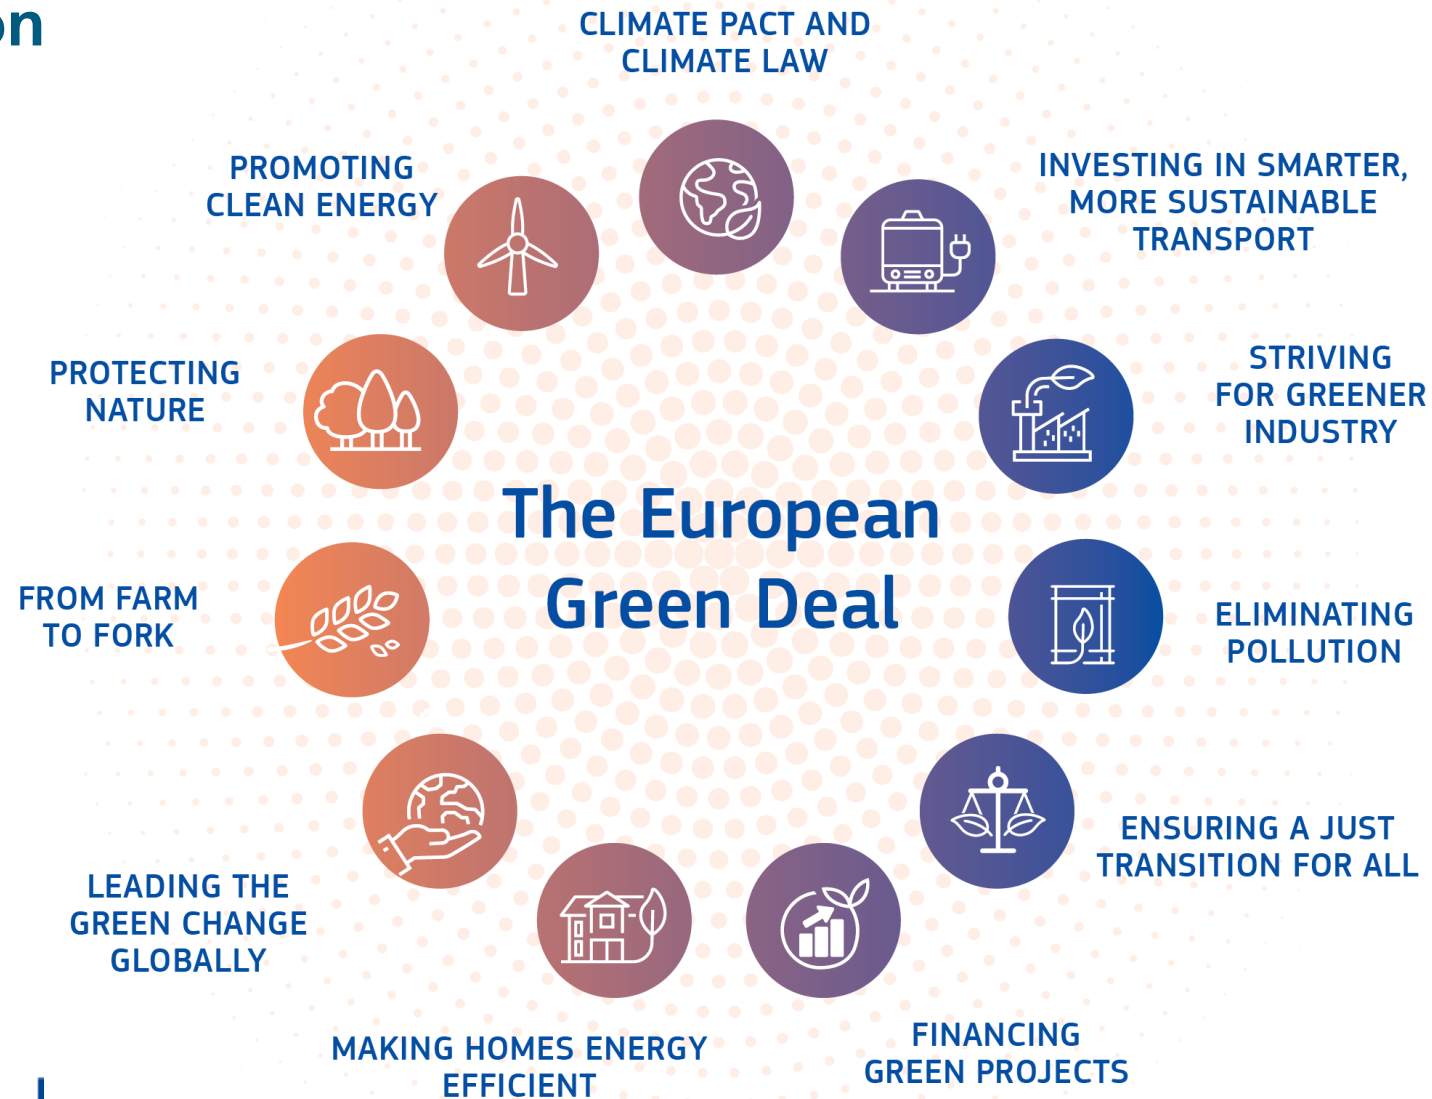 on
CLIMATE PACT AND
CLIMATE LAW
PROMOTING
CLEAN ENERGY
INVESTING IN SMARTER,
MORE SUSTAINABLE
TRANSPORT
PROTECTING
NATURE
STRIVING
FOR GREENER
INDUSTRY
The European
Green Deal
FROM FARM
TO FORK
ELIMINATING
POLLUTION
LEADING THE
GREEN CHANGE
GLOBALLY
ENSURING A JUST
TRANSITION FOR ALL
MAKING HOMES ENERGY
EFFICIENT
FINANCING
GREEN PROJECTS